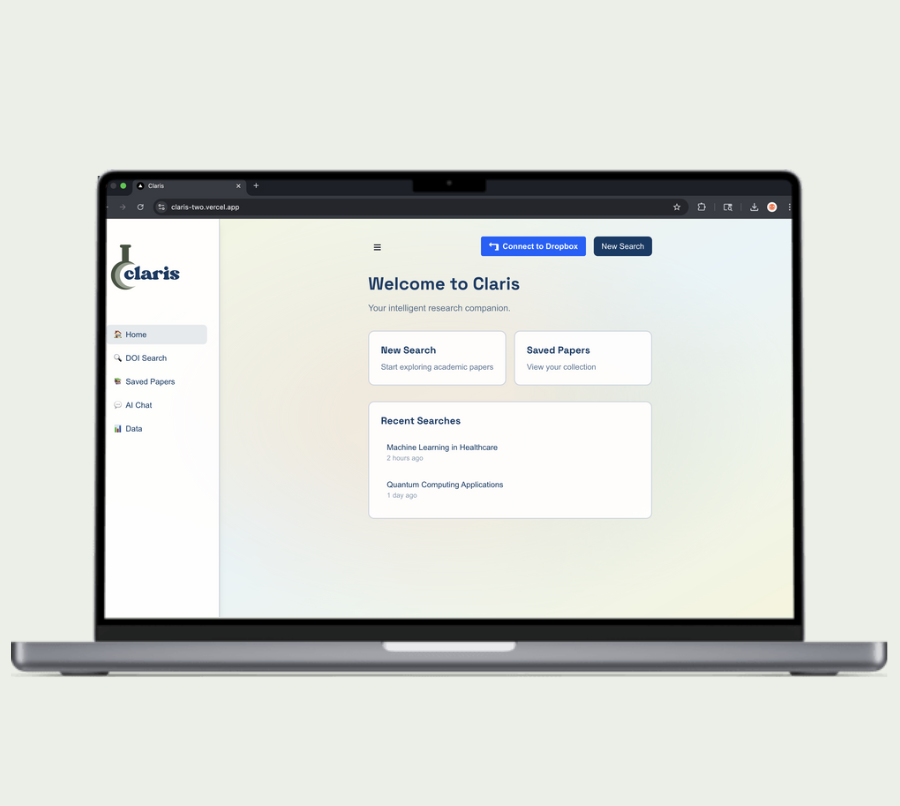 Claris
claris-two.vercel.app
claris
Home
DOI Search
Saved Papers
AI Chat
Data
Connect to Dropbox
New Search
Welcome to Claris
Your intelligent research companion.
New Search
Start exploring academic papers
Saved Papers
View your collection
Recent Searches
Machine Learning in Healthcare
2 hours ago
Quantum Computing Applications
1 day ago